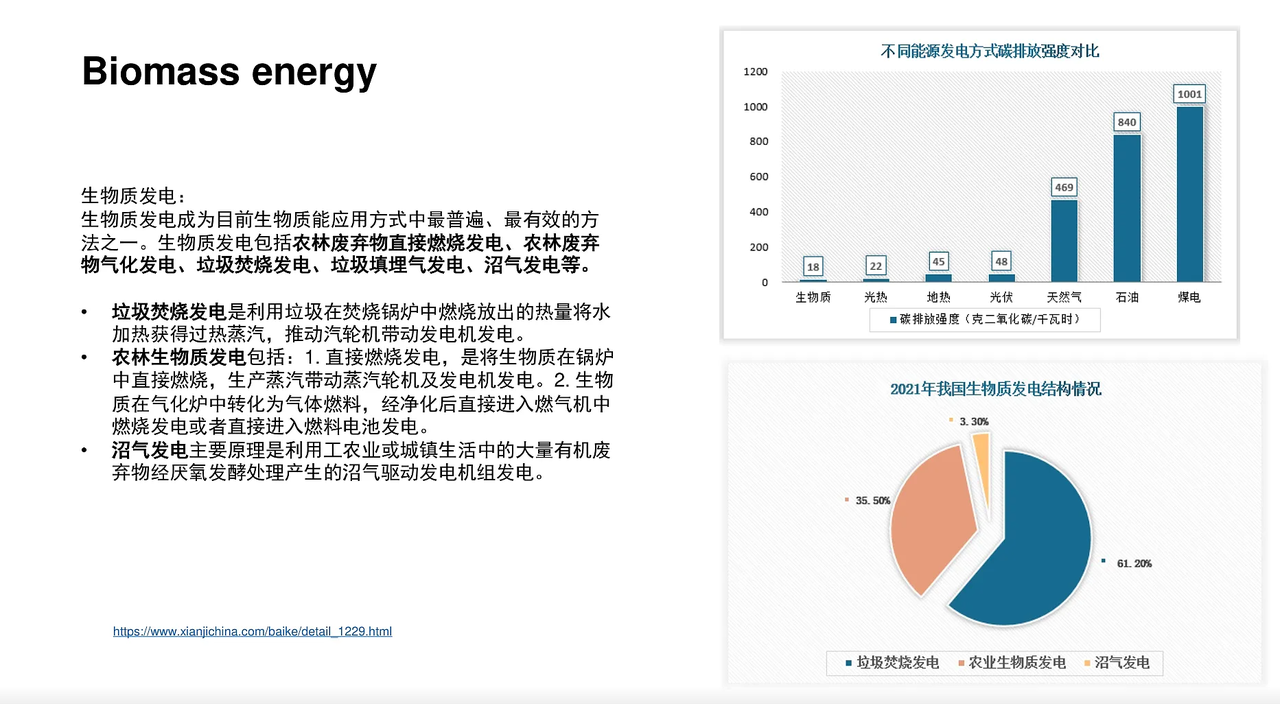 Biomass energy
生物质发电：
生物质发电成为目前生物质能应用方式中最普遍、最有效的方
法之一。生物质发电包括农林废弃物直接燃烧发电、农林废弃
物气化发电、垃圾焚烧发电、垃圾填埋气发电、沼气发电等。
• 垃圾焚烧发电是利用垃圾在焚烧锅炉中燃烧放出的热量将水
加热获得过热蒸汽，推动汽轮机带动发电机发电。
• 农林生物质发电包括：1. 直接燃烧发电，是将生物质在锅炉
中直接燃烧，生产蒸汽带动蒸汽轮机及发电机发电。2. 生物
质在气化炉中转化为气体燃料，经净化后直接进入燃气机中
燃烧发电或者直接进入燃料电池发电。
• 沼气发电主要原理是利用工农业或城镇生活中的大量有机废
弃物经厌氧发酵处理产生的沼气驱动发电机组发电。
https://www.xianjichina.com/baike/detail_1229.html
不同能源发电方式碳排放强度对比
1200
1000
800
600
400
200
0
18
22
45
48
469
840
1001
生物质 光热 地热 光伏 天然气 石油 煤电
碳排放强度（克二氧化碳/千瓦时）
2021年我国生物质发电结构情况
3.30%
35.50%
61.20%
垃圾焚烧发电 农业生物质发电 沼气发电